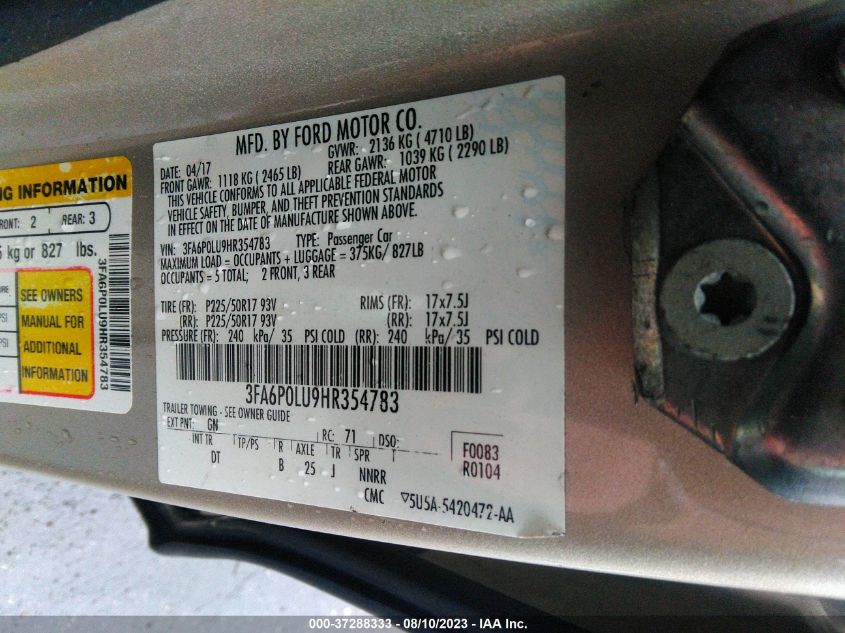 NG INFORMATION
FRONT: 2 REAR: 3
5 kg or 827 lbs.
SEE OWNERS
MANUAL FOR
ADDITIONAL
INFORMATION
PSI
PSI
3FA6P0LU9HR354783
MFD. BY FORD MOTOR CO.
DATE: 04/17 GVWR: 2136 KG ( 4710 LB)
FRONT GAWR: 1118 KG ( 2465 LB) REAR GAWR: 1039 KG ( 2290 LB)
THIS VEHICLE CONFORMS TO ALL APPLICABLE FEDERAL MOTOR
VEHICLE SAFETY, BUMPER, AND THEFT PREVENTION STANDARDS
IN EFFECT ON THE DATE OF MANUFACTURE SHOWN ABOVE.
VIN: 3FA6P0LU9HR354783 TYPE: Passenger Car
MAXIMUM LOAD = OCCUPANTS + LUGGAGE = 375KG/ 827LB
OCCUPANTS = 5 TOTAL; 2 FRONT, 3 REAR
TIRE (FR): P225/50R17 93V RIMS (FR): 17x7.5J
(RR): P225/50R17 93V (RR): 17x7.5J
PRESSURE (FR): 240 kPa/ 35 PSI COLD (RR): 240 kPa/ 35 PSI COLD
3FA6P0LU9HR354783
TRAILER TOWING - SEE OWNER GUIDE
EXT PNT: GN RC: 71 DSO:
INT TR TP/PS R AXLE TR SPR
DT B 25 J NNRR
F0083
R0104
CMC ▽5U5A-5420472-AA
000-37288333 - 08/10/2023 - IAA Inc.